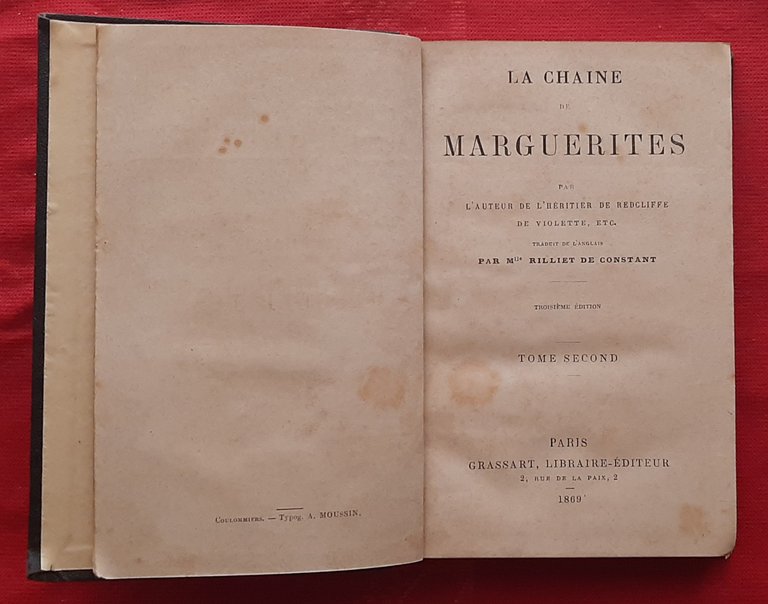 Coulommiers. — Typog. A. MOUSSIN.
LA CHAINE
DE
MARGUERITES
PAR
L'AUTEUR DE L'HÉRITIER DE REDCLIFFE
DE VIOLETTE, ETC.
TRADUIT DE L'ANGLAIS
PAR Mlle RILLIET DE CONSTANT
TROISIÈME ÉDITION
TOME SECOND
PARIS
GRASSART, LIBRAIRE-ÉDITEUR
2, RUE DE LA PAIX, 2
1869